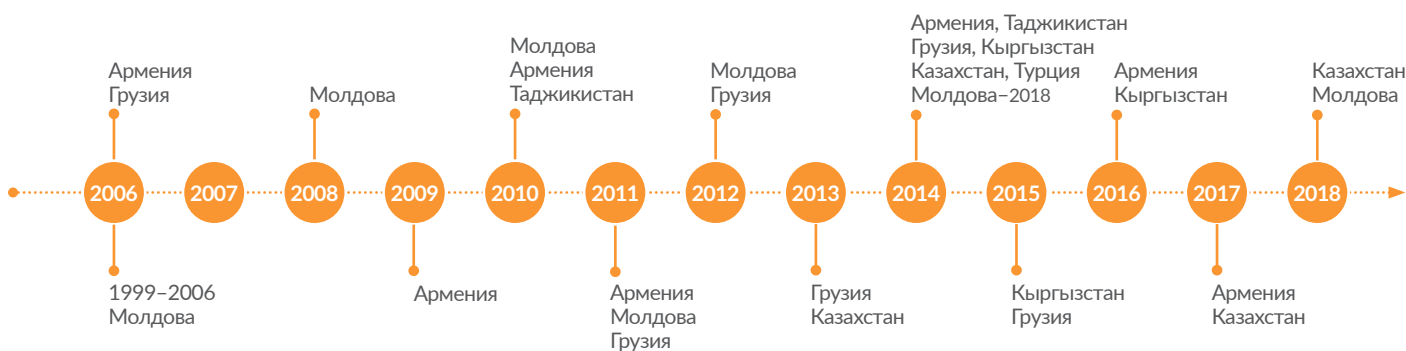 Армения
Грузия
Молдова
Молдова
Армения
Таджикистан
Молдова
Грузия
Армения, Таджикистан
Грузия, Кыргызстан
Казахстан, Турция
Молдова–2018
Армения
Кыргызстан
Казахстан
Молдова
2006
2007
2008
2009
2010
2011
2012
2013
2014
2015
2016
2017
2018
1999–2006
Молдова
Армения
Армения
Молдова
Грузия
Грузия
Казахстан
Кыргызстан
Грузия
Армения
Казахстан